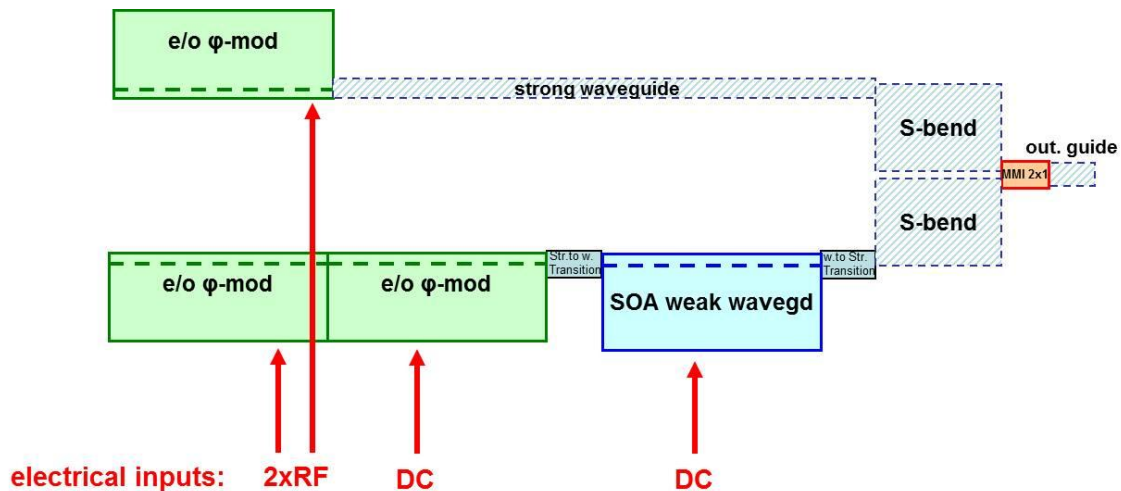 e/o φ-mod
strong waveguide
S-bend
out. guide
MMI 2x1
S-bend
e/o φ-mod
e/o φ-mod
Str.to w.
Transition
SOA weak wavegd
w.to Str.
Transition
electrical inputs: 2xRF DC DC